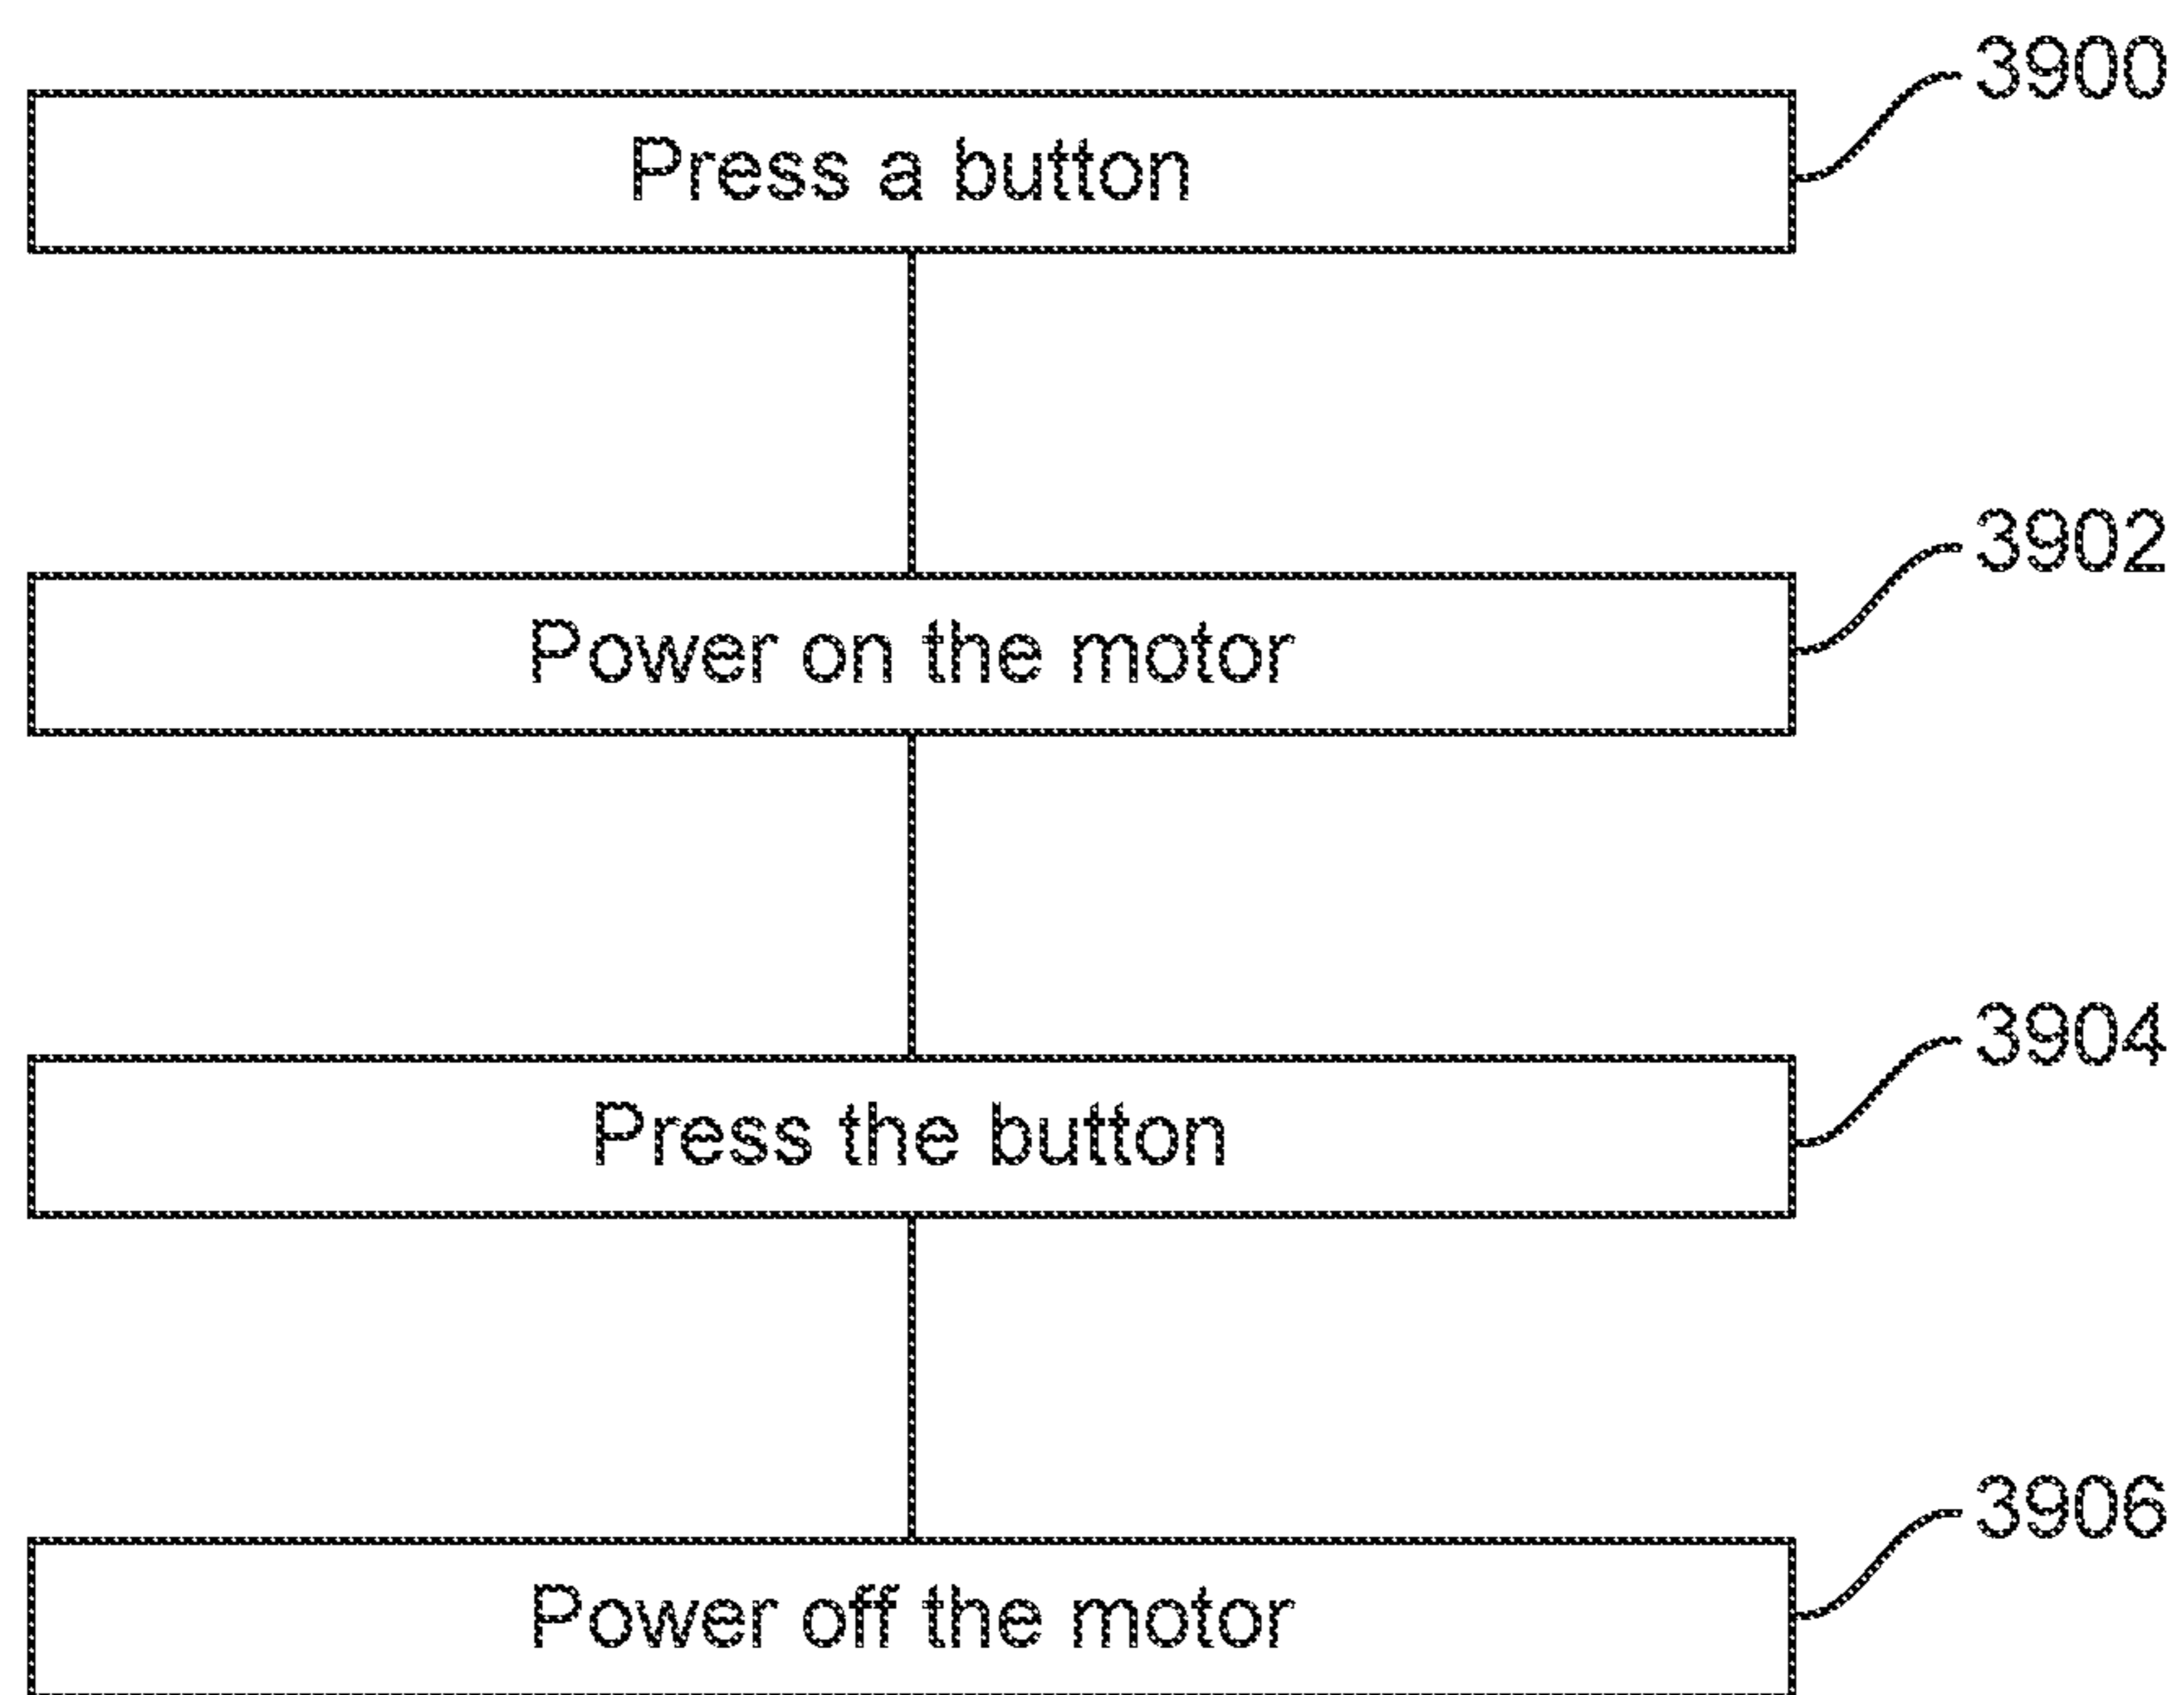 3900
Press a button
3902
Power on the motor
3904
Press the button
3906
Power off the motor